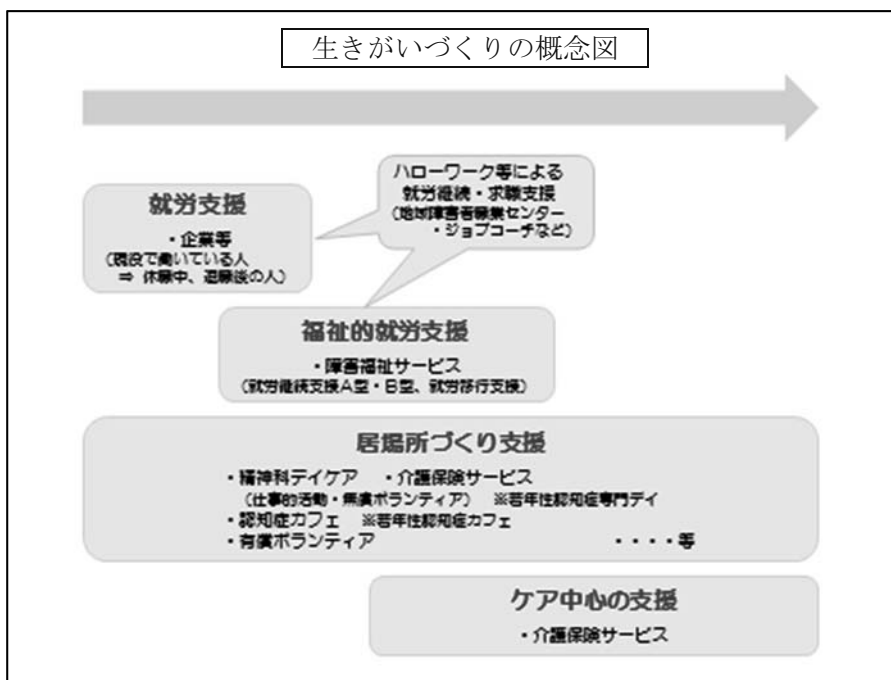 生きがいづくりの概念図
ハローワーク等による
就労継続・求職支援
(地域障害者職業センター
・ジョブコーチなど)
就労支援
・企業等
(現役で働いている人
⇒ 休職中、退職後の人)
福祉的就労支援
・障害福祉サービス
(就労継続支援A型・B型、就労移行支援)
居場所づくり支援
・精神科デイケア ・介護保険サービス
(仕事的活動・無償ボランティア) ※若年性認知症専門デイ
・認知症カフェ ※若年性認知症カフェ
・有償ボランティア ・・・・等
ケア中心の支援
・介護保険サービス